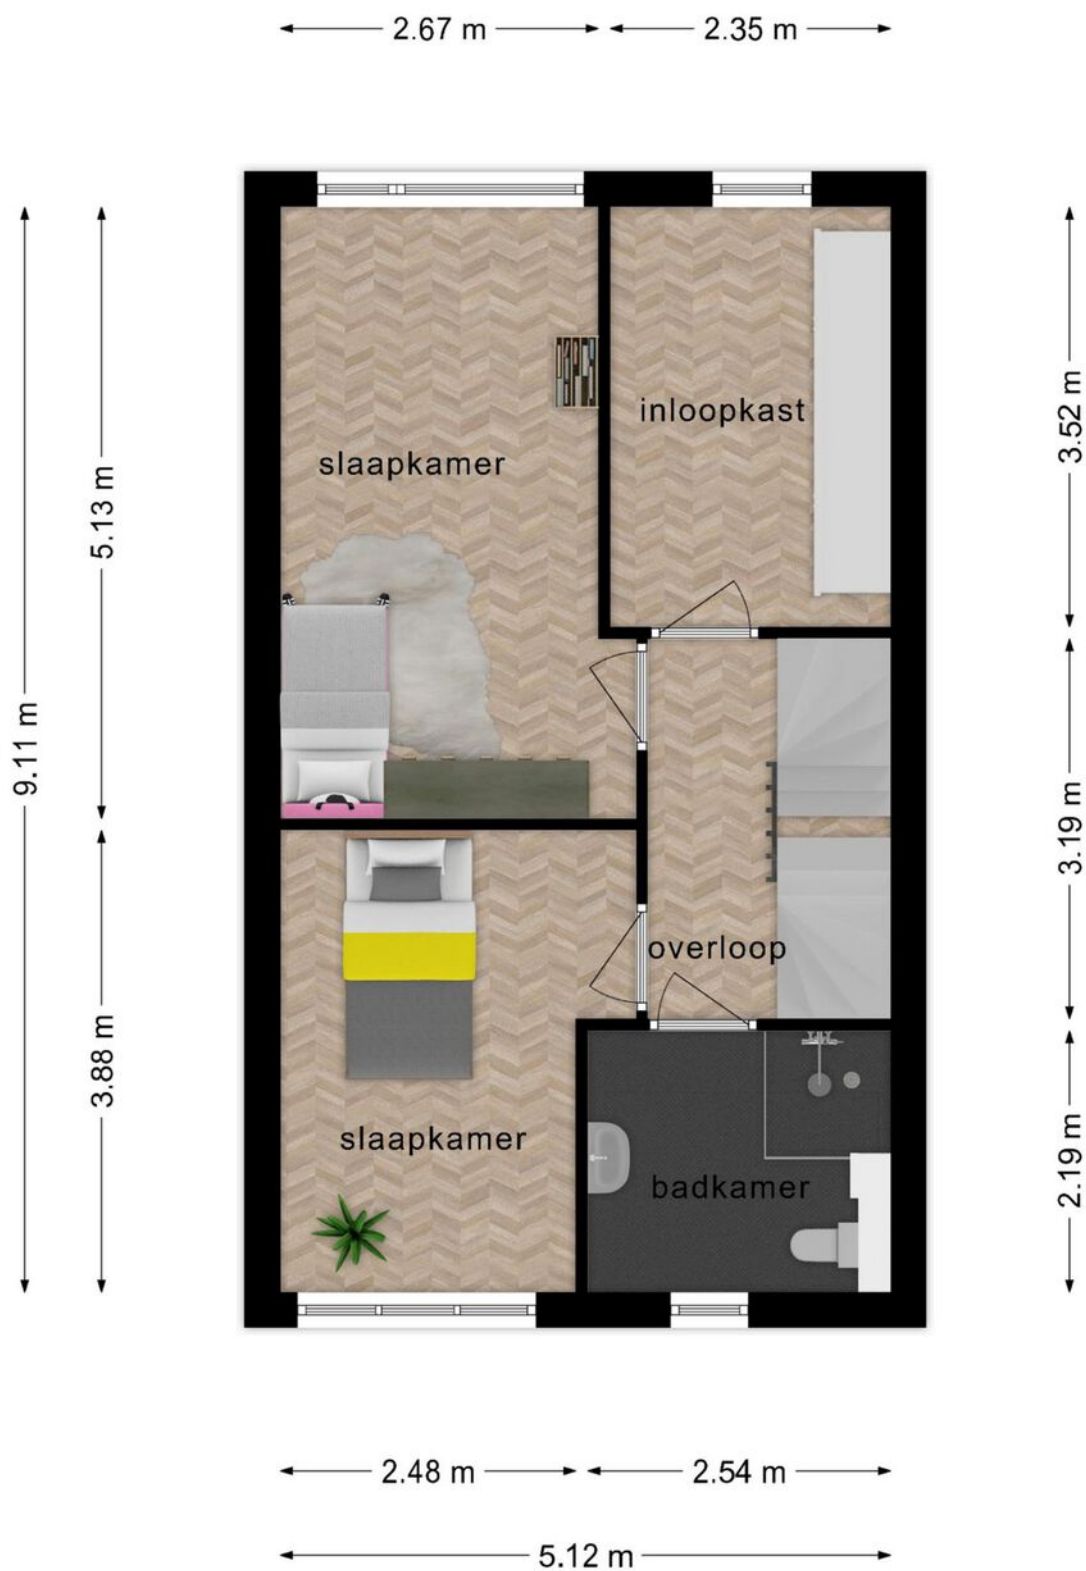 2.67 m
2.35 m
inloopkast
slaapkamer
3.52 m
5.13 m
9.11 m
3.19 m
overloop
3.88 m
slaapkamer
badkamer
2.19 m
2.48 m
2.54 m
5.12 m